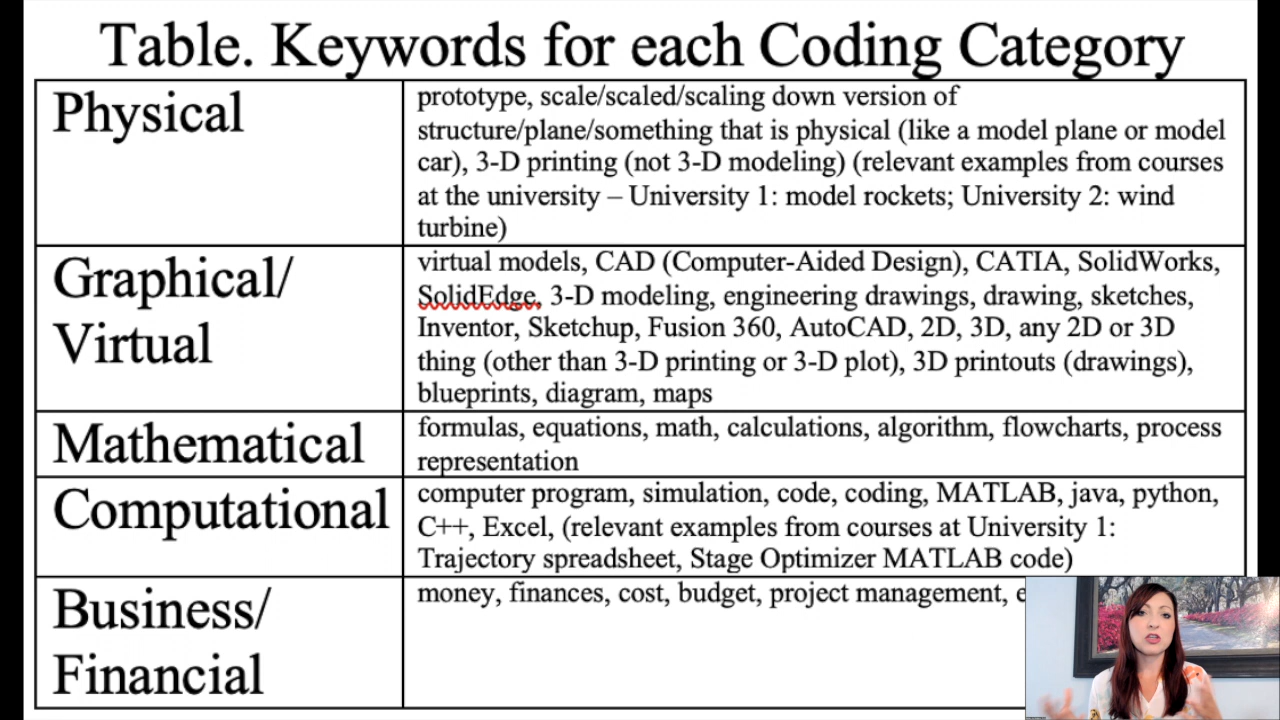 Table. Keywords for each Coding Category
Physical
prototype, scale/scaled/scaling down version of
structure/plane/something that is physical (like a model plane or model
car), 3-D printing (not 3-D modeling) (relevant examples from courses
at the university – University 1: model rockets; University 2: wind
turbine)
Graphical/
Virtual
virtual models, CAD (Computer-Aided Design), CATIA, SolidWorks,
SolidEdge, 3-D modeling, engineering drawings, drawing, sketches,
Inventor, Sketchup, Fusion 360, AutoCAD, 2D, 3D, any 2D or 3D
thing (other than 3-D printing or 3-D plot), 3D printouts (drawings),
blueprints, diagram, maps
Mathematical
formulas, equations, math, calculations, algorithm, flowcharts, process
representation
Computational
computer program, simulation, code, coding, MATLAB, java, python,
C++, Excel, (relevant examples from courses at University 1:
Trajectory spreadsheet, Stage Optimizer MATLAB code)
Business/
Financial
money, finances, cost, budget, project management,